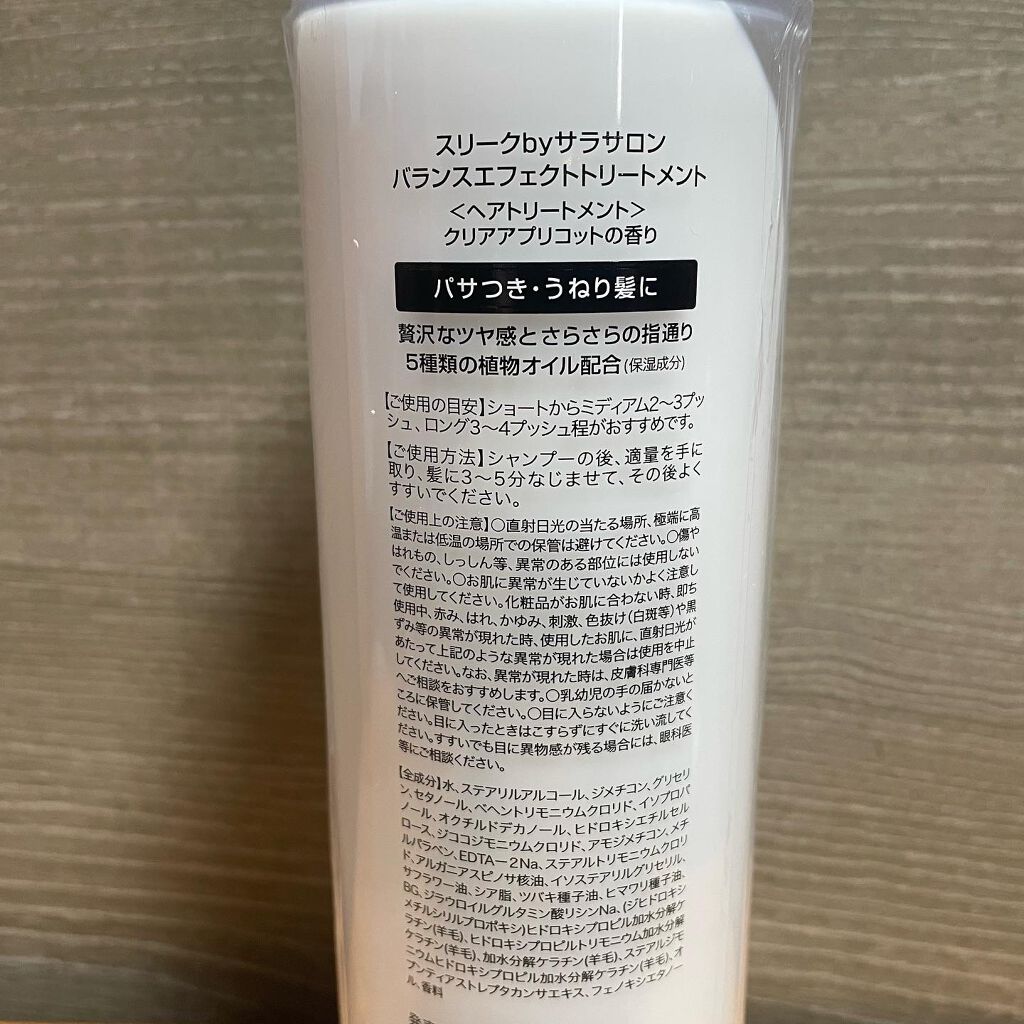 スリークbyサラサロン
バランスエフェクトトリートメント
<ヘアトリートメント>
クリアアプリコットの香り
パサつき・うねり髪に
贅沢なツヤ感とさらさらの指通り
5種類の植物オイル配合(保湿成分)
【ご使用の目安】ショートからミディアム2〜3プッ
シュ、ロング3〜4プッシュ程がおすすめです。
【ご使用方法】シャンプーの後、適量を手に
取り、髪に3〜5分なじませて、その後よく
すすいでください。
【ご使用上の注意】○直射日光の当たる場所、極端に高
温または低温の場所での保管は避けてください。○傷や
はれもの、しっしん等、異常のある部位には使用しない
でください。○お肌に異常が生じていないかよく注意し
て使用してください。化粧品がお肌に合わない時、即ち
使用中、赤み、はれ、かゆみ、刺激、色抜け(白斑等)や黒
ずみ等の異常が現れた時、使用したお肌に、直射日光が
あたって上記のような異常が現れた場合は使用を中止
してください。なお、異常が現れた時は、皮膚科専門医等
へご相談をおすすめします。○乳幼児の手の届かないと
ころに保管してください。○目に入らないようにご注意く
ださい。目に入ったときはこすらずにすぐに洗い流してく
ださい。すすいでも目に異物感が残る場合には、眼科医
等にご相談ください。
【全成分】水、ステアリルアルコール、ジメチコン、グリセリ
ン、セタノール、ベヘントリモニウムクロリド、イソプロパ
ノール、オクチルドデカノール、ヒドロキシエチルセル
ロース、ジココジモニウムクロリド、アモジメチコン、メチ
ルパラベン、EDTA－2Na、ステアルトリモニウムクロリ
ド、アルガニアスピノサ核油、イソステアリルグリセリル、
サフラワー油、シア脂、ツバキ種子油、ヒマワリ種子油、
BG、ジラウロイルグルタミン酸リシンNa、(ジヒドロキシ
メチルシリルプロポキシ)ヒドロキシプロピル加水分解ケ
ラチン(羊毛)、ヒドロキシプロピルトリモニウム加水分解
ケラチン(羊毛)、加水分解ケラチン(羊毛)、ステアルジモ
ニウムヒドロキシプロピル加水分解ケラチン(羊毛)、オ
プンティアストレプタカンサエキス、フェノキシエタノー
ル、香料